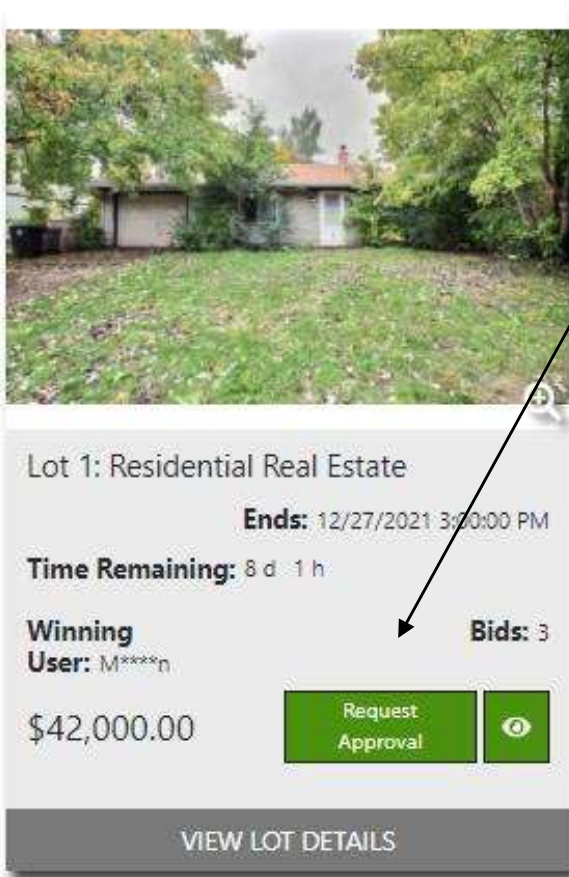 Lot 1: Residential Real Estate
Ends: 12/27/2021 3:00:00 PM
Time Remaining: 8 d 1 h
Winning
User: M****n
Bids: 3
$42,000.00
Request
Approval
VIEW LOT DETAILS